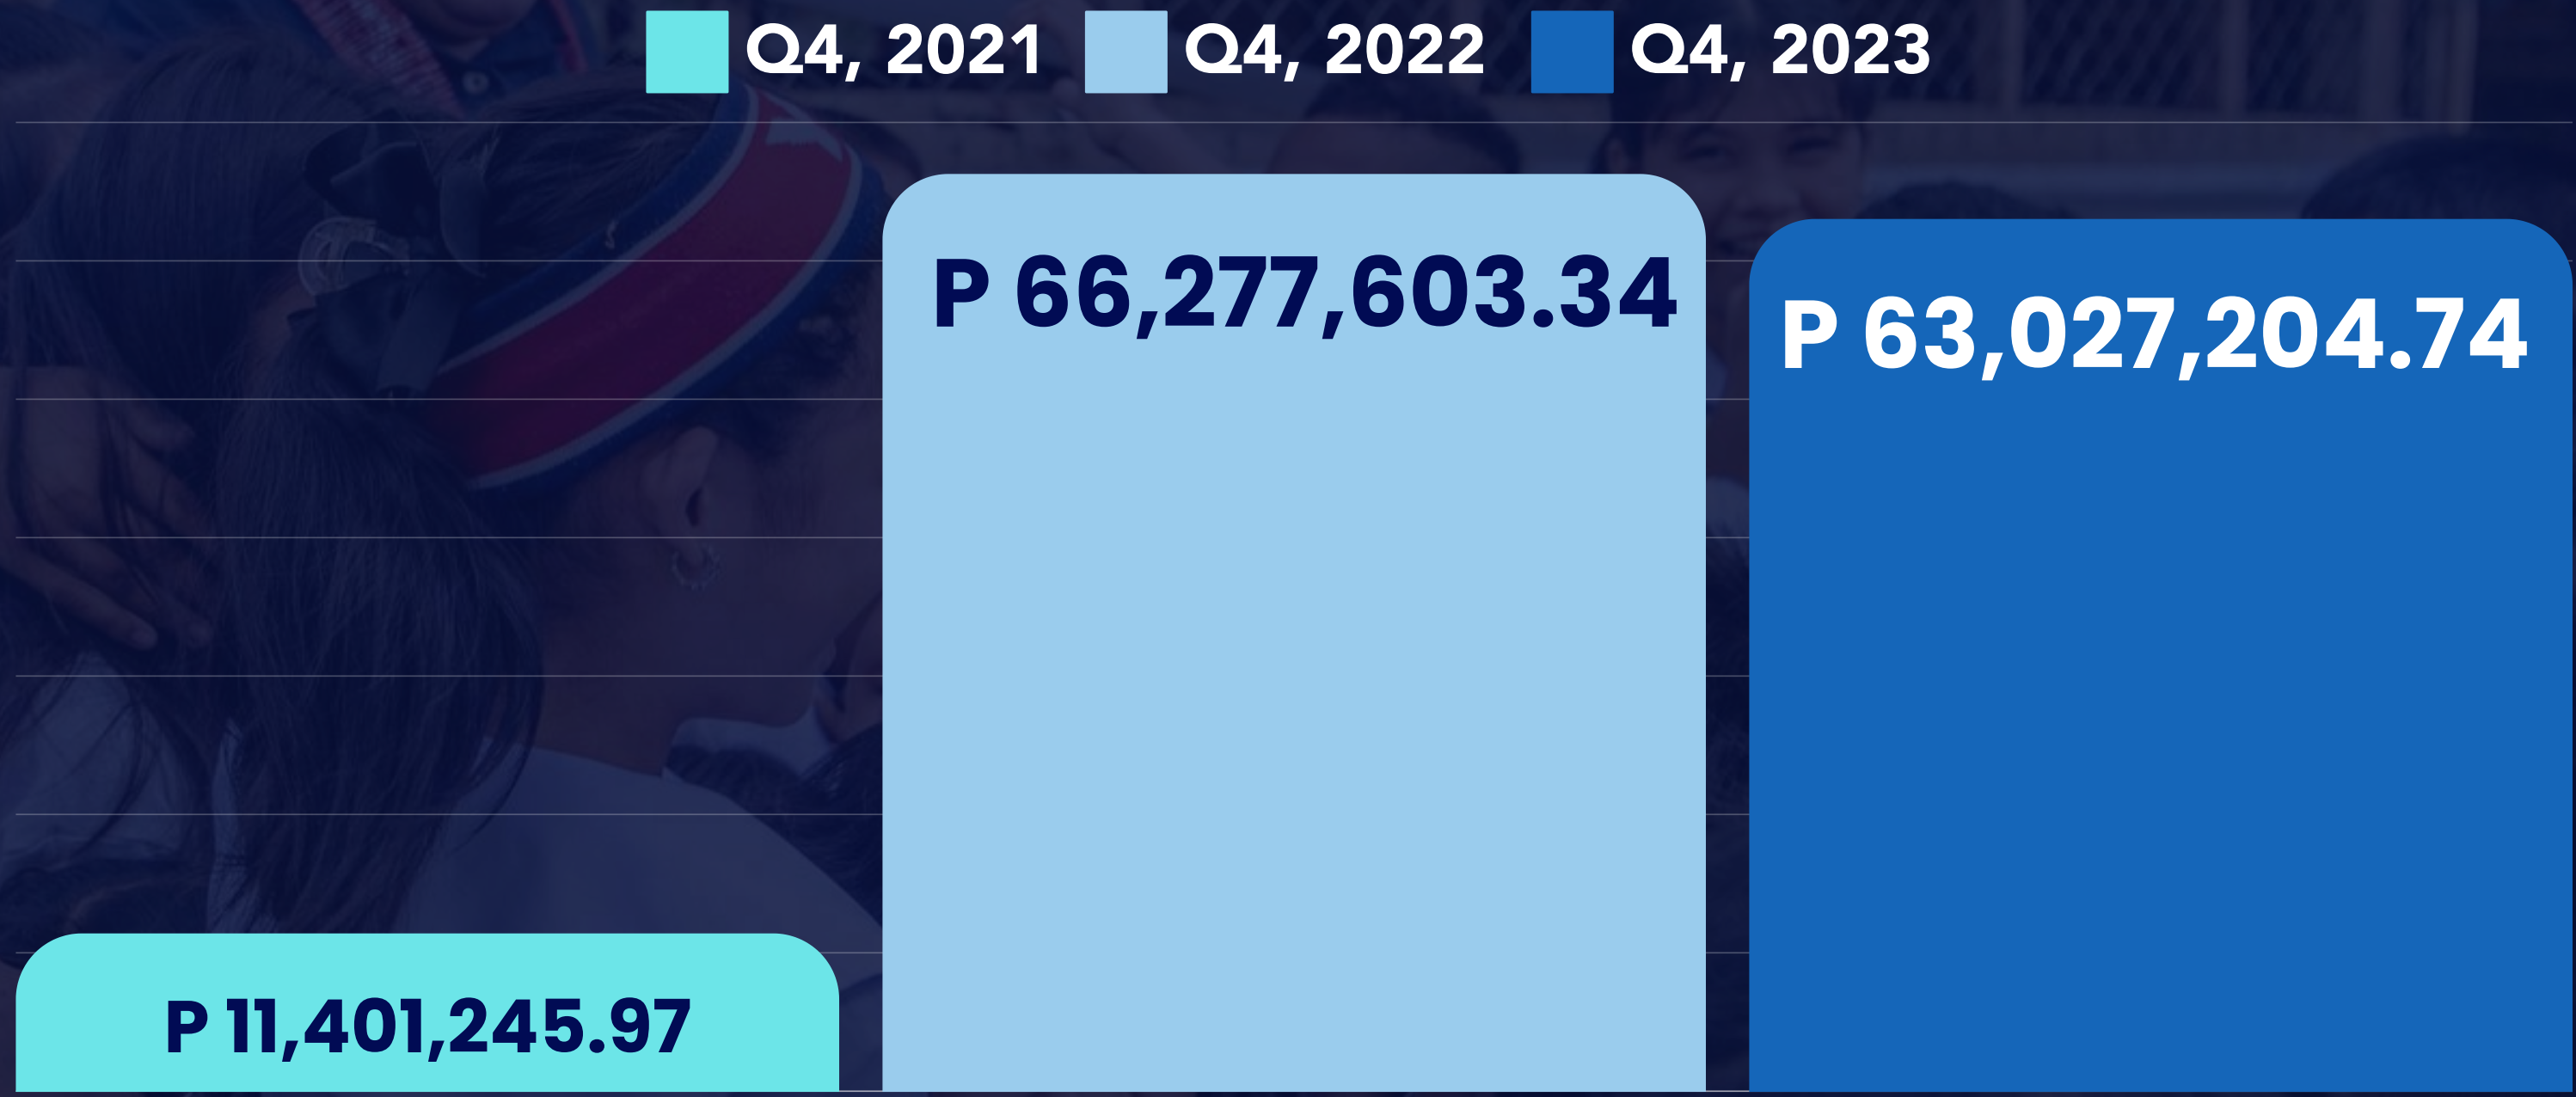 Q4, 2021 Q4, 2022 Q4, 2023
P 66,277,603.34
P 63,027,204.74
P 11,401,245.97